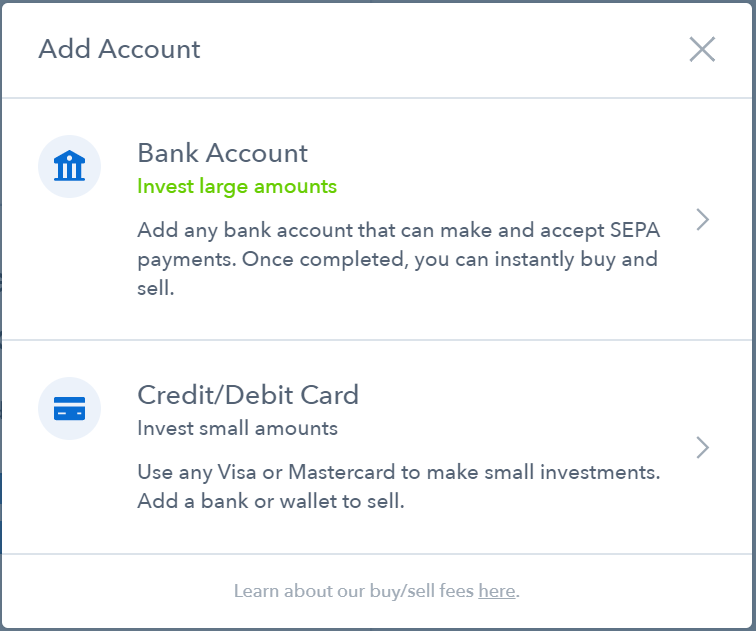 Add Account
Bank Account
Invest large amounts
Add any bank account that can make and accept SEPA
payments. Once completed, you can instantly buy and
sell.
Credit/Debit Card
Invest small amounts
Use any Visa or Mastercard to make small investments.
Add a bank or wallet to sell.
Learn about our buy/sell fees here.